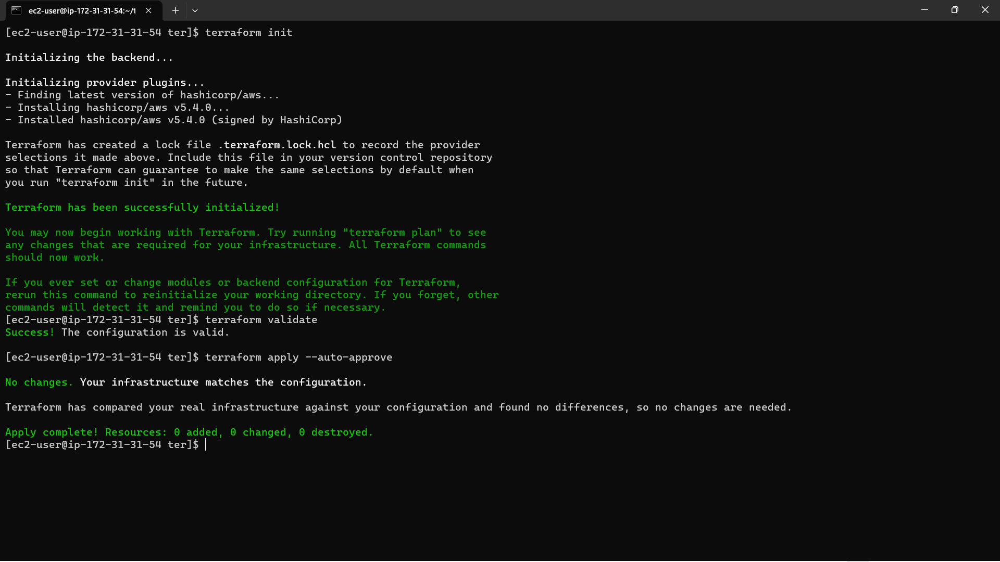 ec2-user@ip-172-31-31-54:~/t
[ec2-user@ip-172-31-31-54 ter]$ terraform init
Initializing the backend...
Initializing provider plugins...
- Finding latest version of hashicorp/aws...
- Installing hashicorp/aws v5.4.0...
- Installed hashicorp/aws v5.4.0 (signed by HashiCorp)
Terraform has created a lock file .terraform.lock.hcl to record the provider
selections it made above. Include this file in your version control repository
so that Terraform can guarantee to make the same selections by default when
you run "terraform init" in the future.
Terraform has been successfully initialized!
You may now begin working with Terraform. Try running "terraform plan" to see
any changes that are required for your infrastructure. All Terraform commands
should now work.
If you ever set or change modules or backend configuration for Terraform,
rerun this command to reinitialize your working directory. If you forget, other
commands will detect it and remind you to do so if necessary.
[ec2-user@ip-172-31-31-54 ter]$ terraform validate
Success! The configuration is valid.
[ec2-user@ip-172-31-31-54 ter]$ terraform apply --auto-approve
No changes. Your infrastructure matches the configuration.
Terraform has compared your real infrastructure against your configuration and found no differences, so no changes are needed.
Apply complete! Resources: 0 added, 0 changed, 0 destroyed.
[ec2-user@ip-172-31-31-54 ter]$